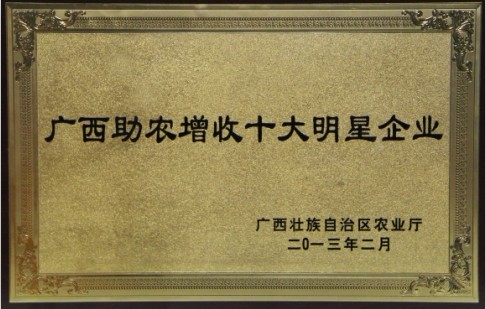 广西助农增收十大明星企业
广西壮族自治区农业厅
二0一三年二月